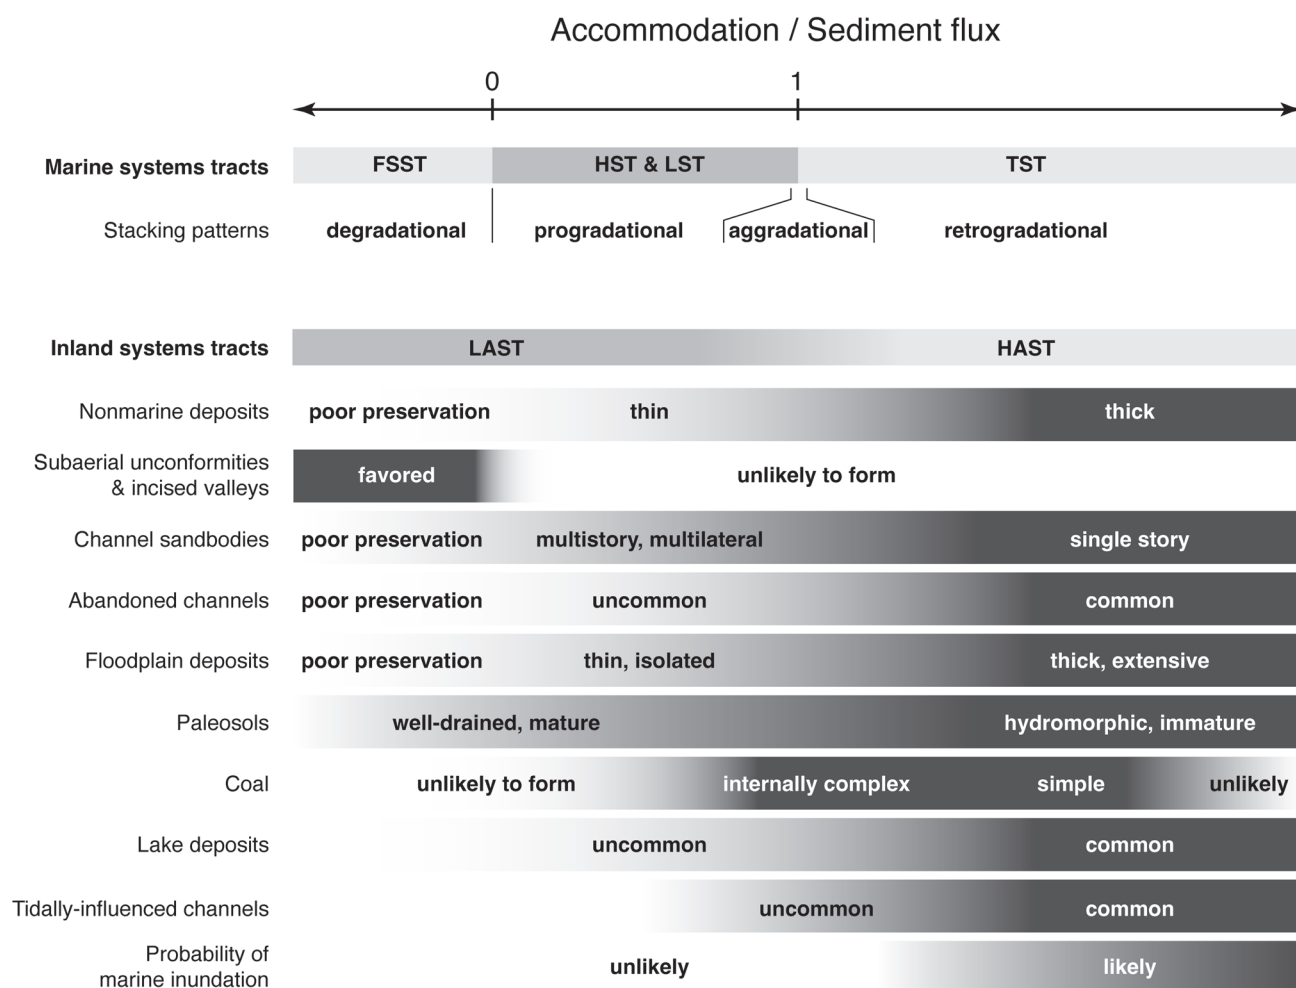 Accommodation / Sediment flux
0 1
Marine systems tracts FSST HST & LST TST
Stacking patterns degradational progradational aggradational retrogradational
Inland systems tracts LAST HAST
Nonmarine deposits poor preservation thin thick
Subaerial unconformities
& incised valleys favored unlikely to form
Channel sandbodies poor preservation multistory, multilateral single story
Abandoned channels poor preservation uncommon common
Floodplain deposits poor preservation thin, isolated thick, extensive
Paleosols well-drained, mature hydromorphic, immature
Coal unlikely to form internally complex simple unlikely
Lake deposits uncommon common
Tidally-influenced channels uncommon common
Probability of
marine inundation unlikely likely